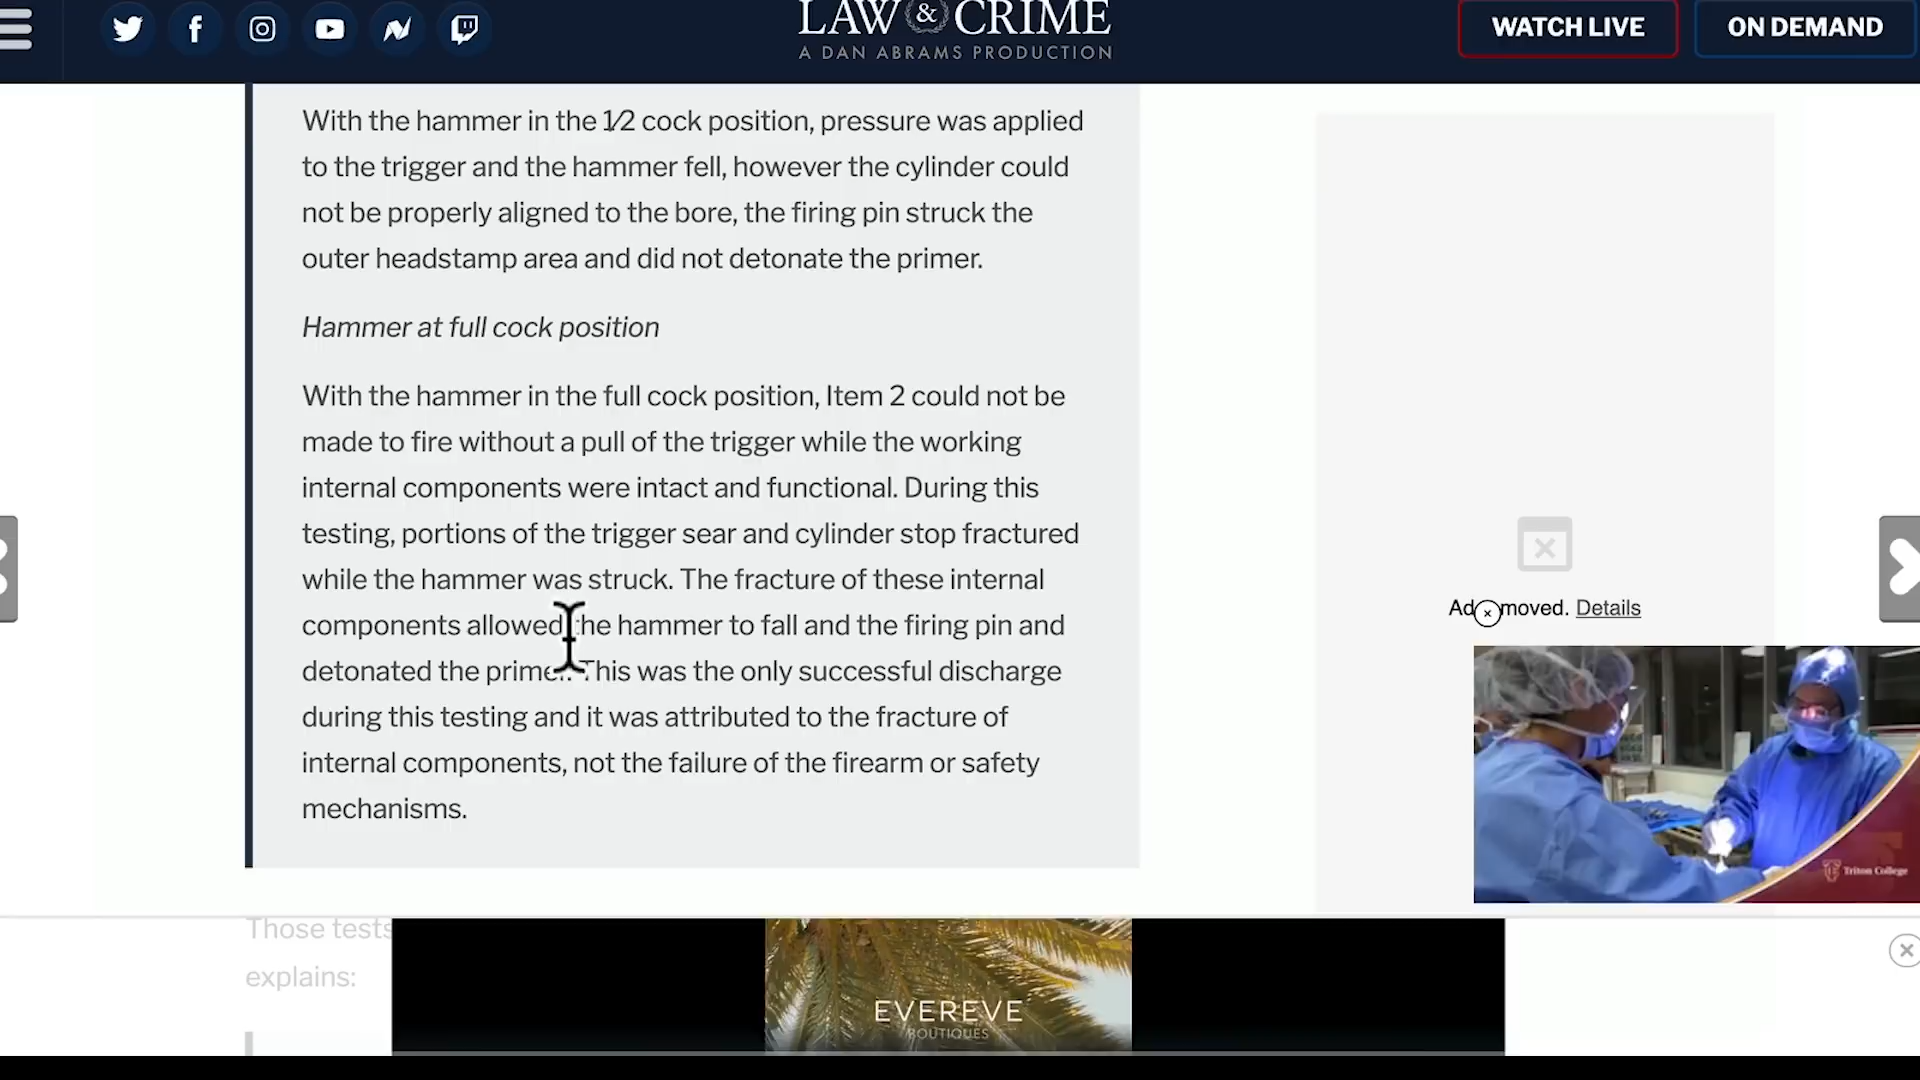 LAW & CRIME
A DAN ABRAMS PRODUCTION
WATCH LIVE
ON DEMAND
With the hammer in the 1⁄2 cock position, pressure was applied
to the trigger and the hammer fell, however the cylinder could
not be properly aligned to the bore, the firing pin struck the
outer headstamp area and did not detonate the primer.
Hammer at full cock position
With the hammer in the full cock position, Item 2 could not be
made to fire without a pull of the trigger while the working
internal components were intact and functional. During this
testing, portions of the trigger sear and cylinder stop fractured
while the hammer was struck. The fracture of these internal
components allowed the hammer to fall and the firing pin and
detonated the primer. This was the only successful discharge
during this testing and it was attributed to the fracture of
internal components, not the failure of the firearm or safety
mechanisms.
Ad removed. Details
Triton College
Those tests
explains:
EVEREVE
BOUTIQUES